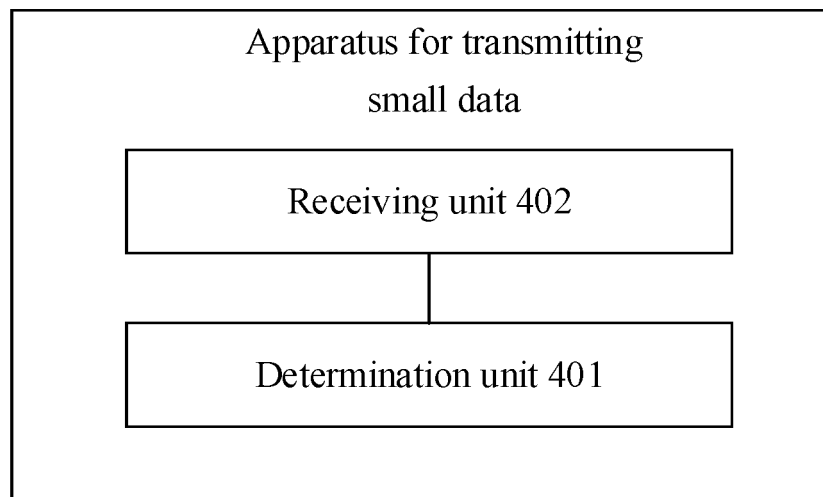 Apparatus for transmitting
small data
Receiving unit 402
Determination unit 401